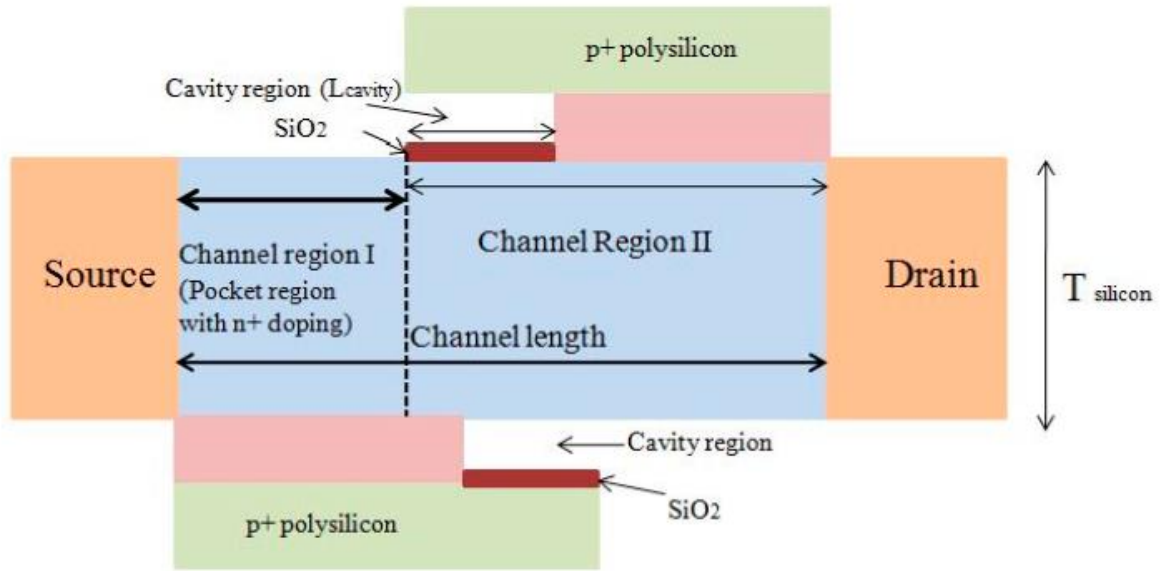 p+ polysilicon
Cavity region (Lcavity)
SiO2
Channel region I
(Pocket region
with n+ doping)
Channel Region II
Source
Drain
T silicon
Channel length
Cavity region
SiO2
p+ polysilicon